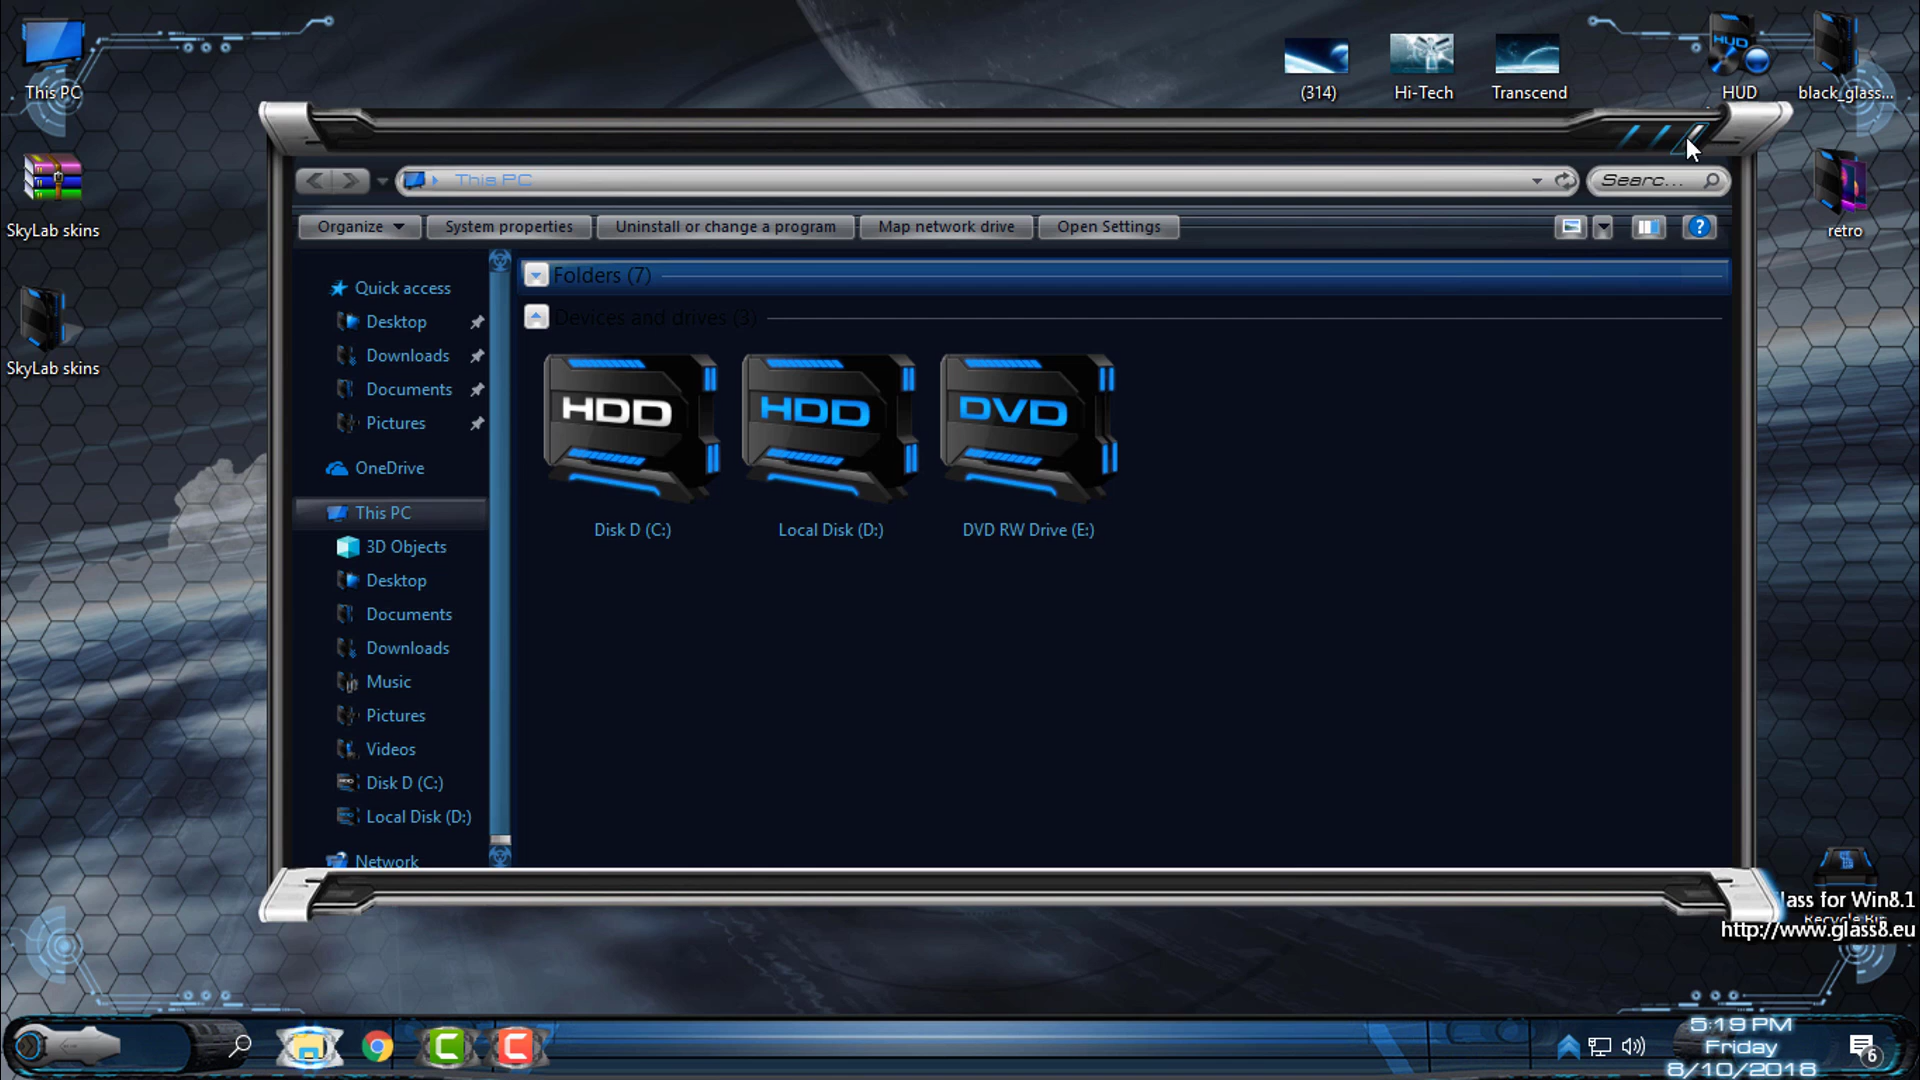 This PC
SkyLab skins
SkyLab skins
(314)
Hi-Tech
Transcend
HUD
HUD
black_glass...
retro
This PC
Searc...
Organize
System properties
Uninstall or change a program
Map network drive
Open Settings
?
Quick access
Desktop
Downloads
Documents
Pictures
OneDrive
This PC
3D Objects
Desktop
Documents
Downloads
Music
Pictures
Videos
Disk D (C:)
Local Disk (D:)
Network
Folders (7)
Devices and drives (3)
HDD
HDD
DVD
Disk D (C:)
Local Disk (D:)
DVD RW Drive (E:)
lass for Win8.1
Recycle Bin
http://www.glass8.eu
5:19 PM
Friday
8/10/2018
6